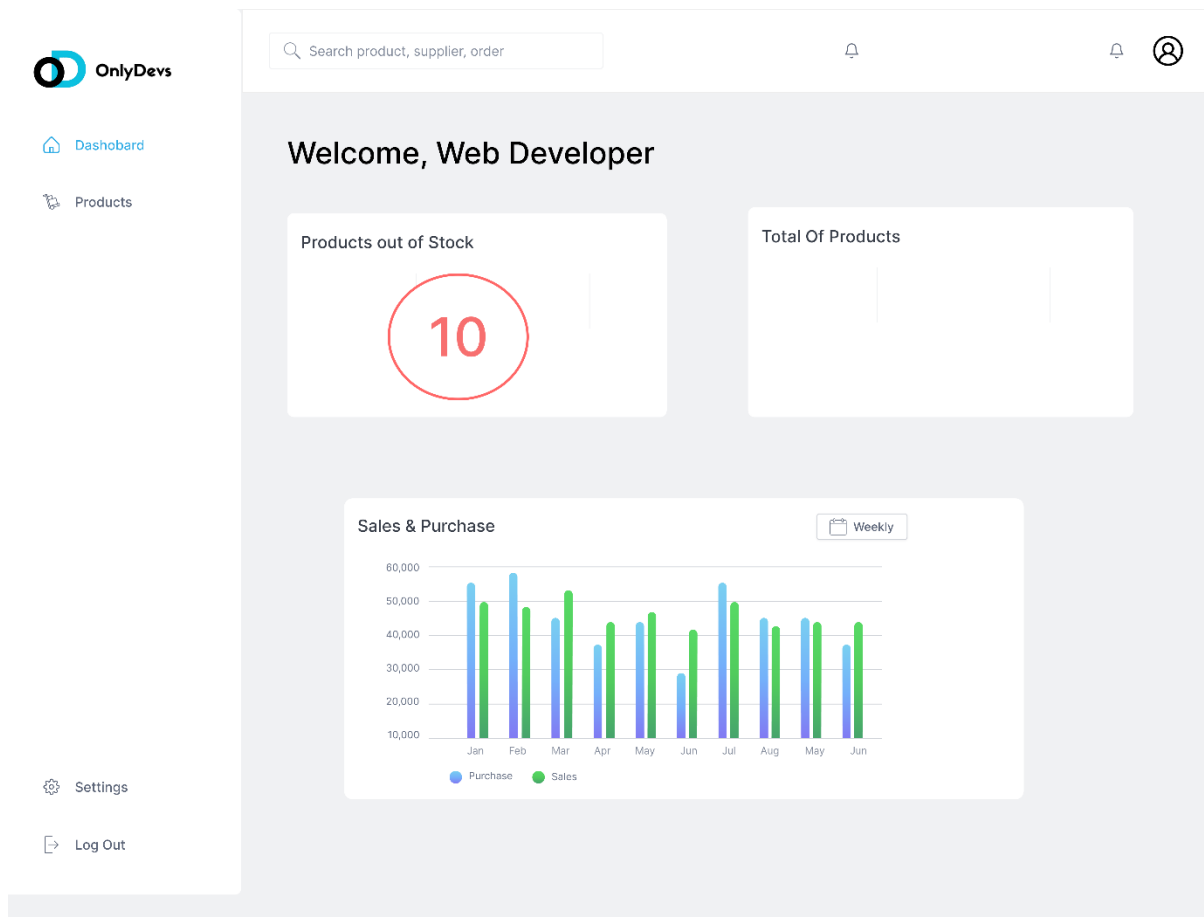 OnlyDevs
Search product, supplier, order
Dashobard
Products
Settings
Log Out
Welcome, Web Developer
Products out of Stock
10
Total Of Products
Sales & Purchase
Weekly
60,000
50,000
40,000
30,000
20,000
10,000
Jan Feb Mar Apr May Jun Jul Aug May Jun
Purchase Sales